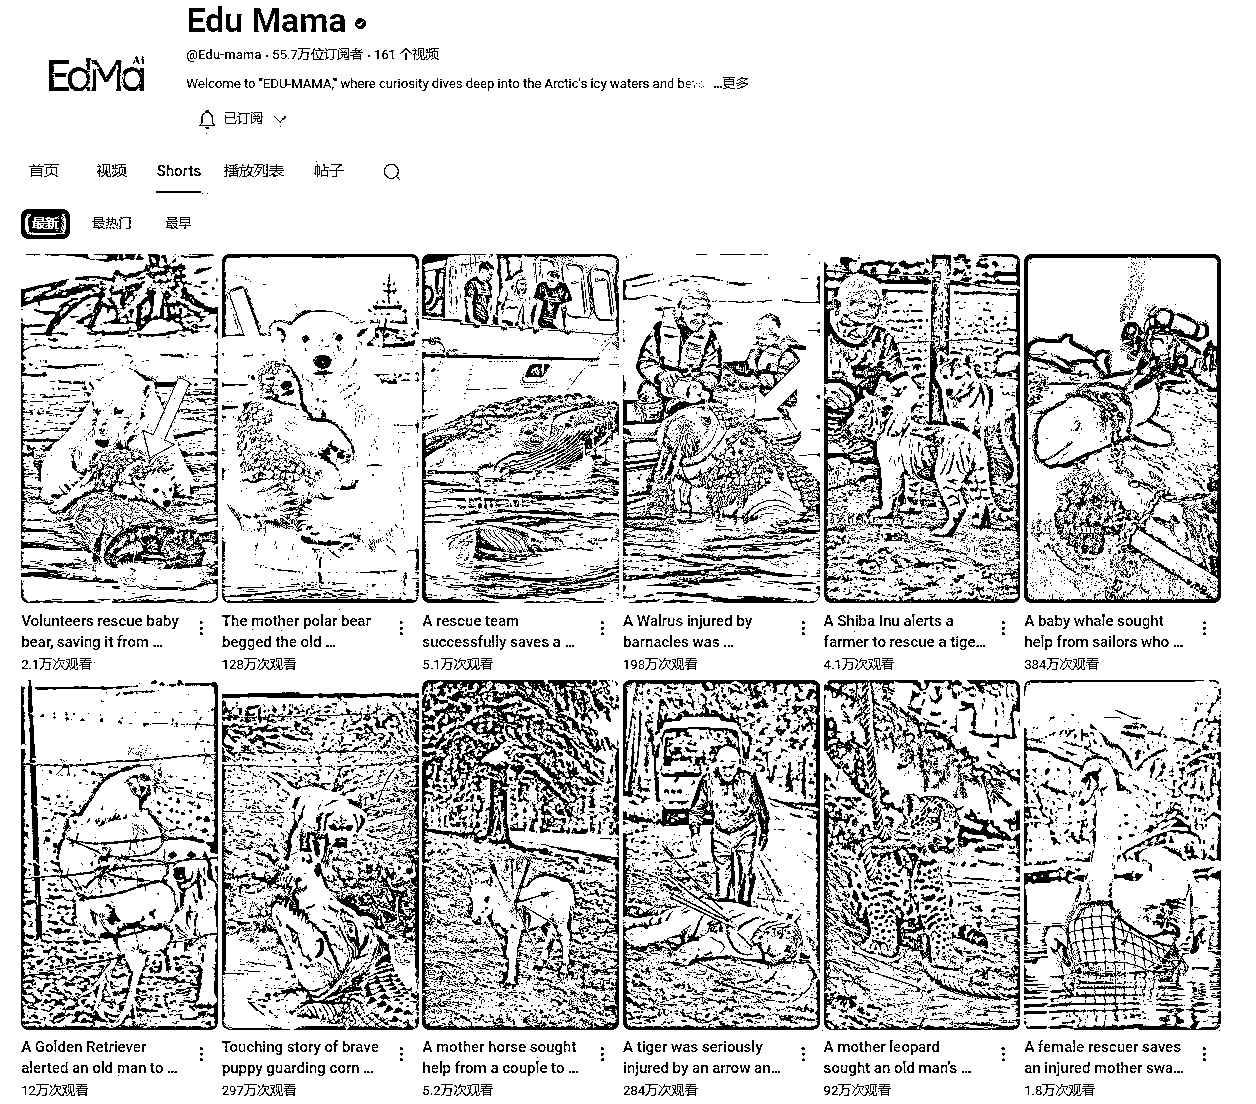 Edu Mama
EdMa
@Edu-mama · 55.7万位订阅者 · 161 个视频
Welcome to "EDU-MAMA," where curiosity dives deep into the Arctic's icy waters and ...更多
已订阅
首页 视频 Shorts 播放列表 帖子
最新 最热门 最早
Volunteers rescue baby
bear, saving it from ...
2.1万次观看
The mother polar bear
begged the old ...
128万次观看
A rescue team
successfully saves a ...
5.1万次观看
A Walrus injured by
barnacles was ...
198万次观看
A Shiba Inu alerts a
farmer to rescue a tige...
4.1万次观看
A baby whale sought
help from sailors who ...
384万次观看
A Golden Retriever
alerted an old man to ...
12万次观看
Touching story of brave
puppy guarding corn ...
297万次观看
A mother horse sought
help from a couple to ...
5.2万次观看
A tiger was seriously
injured by an arrow an...
284万次观看
A mother leopard
sought an old man's ...
92万次观看
A female rescuer saves
an injured mother swa...
1.8万次观看